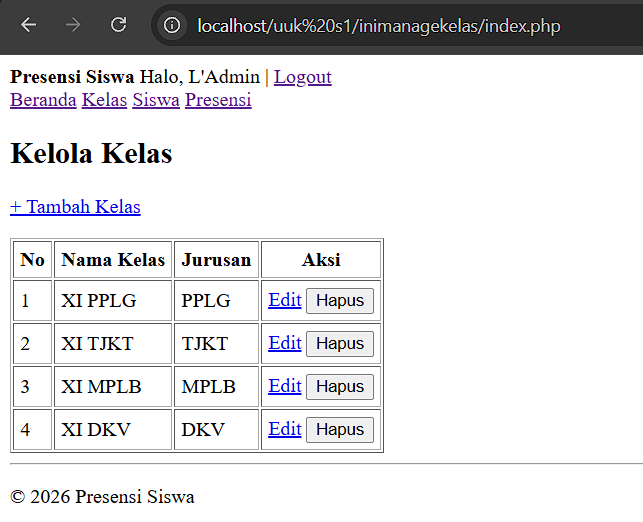 localhost/uuk%20s1/inimanagekelas/index.php
Presensi Siswa Halo, L'Admin | Logout
Beranda Kelas Siswa Presensi
Kelola Kelas
+ Tambah Kelas
No Nama Kelas Jurusan Aksi
1 XI PPLG PPLG Edit Hapus
2 XI TJKT TJKT Edit Hapus
3 XI MPLB MPLB Edit Hapus
4 XI DKV DKV Edit Hapus
© 2026 Presensi Siswa